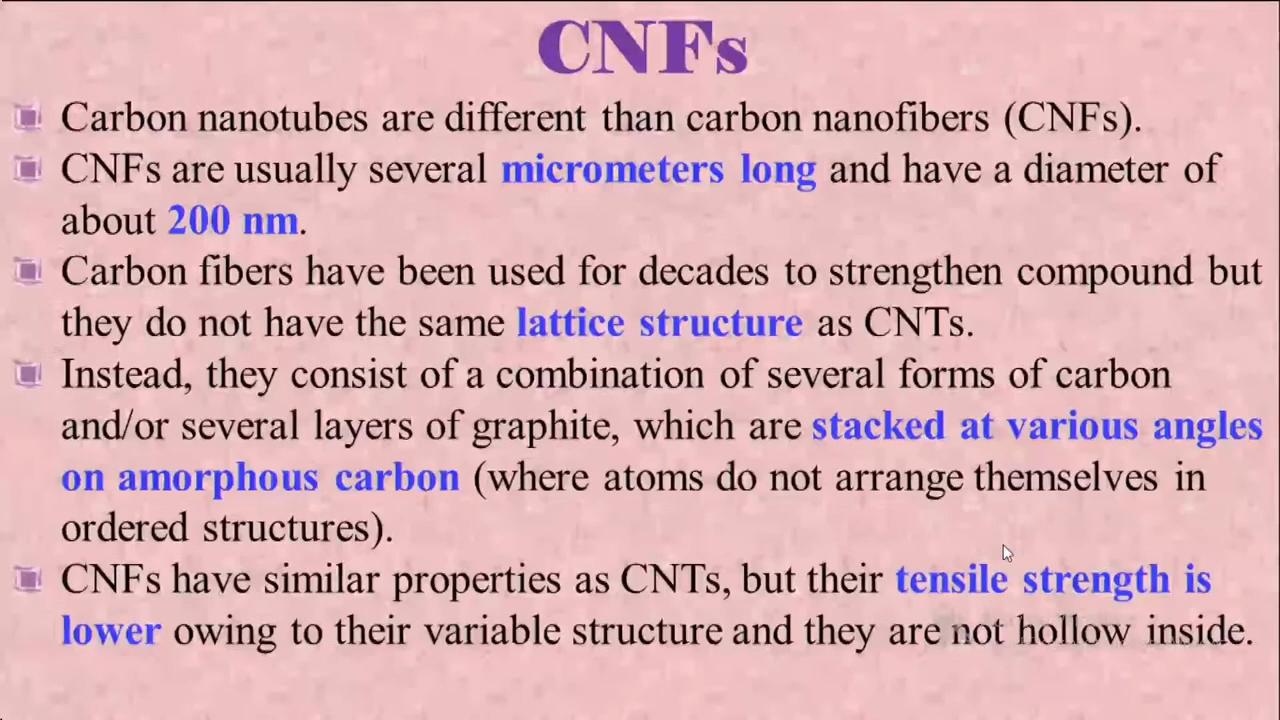 CNFs
Carbon nanotubes are different than carbon nanofibers (CNFs).
CNFs are usually several micrometers long and have a diameter of
about 200 nm.
Carbon fibers have been used for decades to strengthen compound but
they do not have the same lattice structure as CNTs.
Instead, they consist of a combination of several forms of carbon
and/or several layers of graphite, which are stacked at various angles
on amorphous carbon (where atoms do not arrange themselves in
ordered structures).
CNFs have similar properties as CNTs, but their tensile strength is
lower owing to their variable structure and they are not hollow inside.